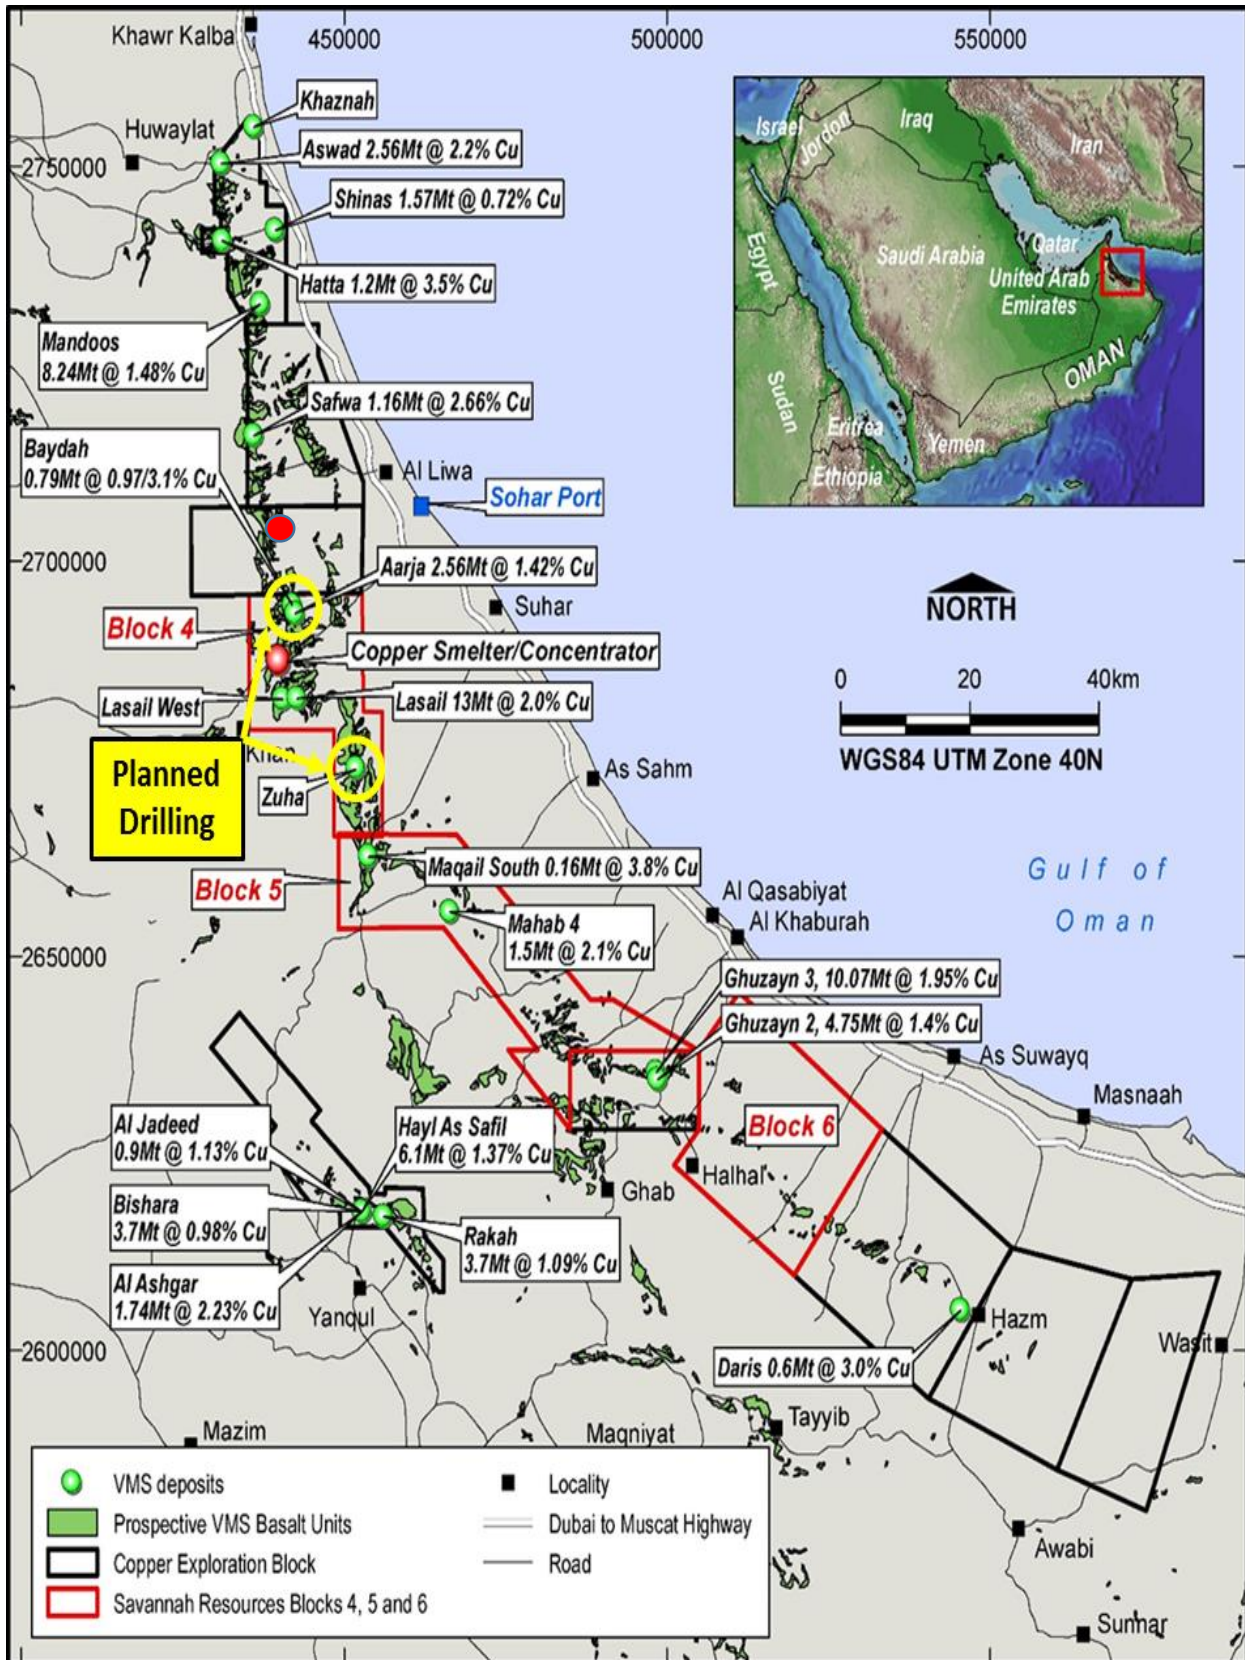 450000
500000
550000
Khawr Kalba
Khaznah
Huwaylat
Aswad 2.56Mt @ 2.2% Cu
2750000
Shinas 1.57Mt @ 0.72% Cu
Hatta 1.2Mt @ 3.5% Cu
Mandoos
8.24Mt @ 1.48% Cu
Safwa 1.16Mt @ 2.66% Cu
Baydah
0.79Mt @ 0.97/3.1% Cu
Al Liwa
Sohar Port
2700000
Aarja 2.56Mt @ 1.42% Cu
Suhar
Block 4
Copper Smelter/Concentrator
Lasail West
Lasail 13Mt @ 2.0% Cu
Khan
Planned
Drilling
Zuha
As Sahm
Israel
Jordon
Iraq
Iran
Egypt
Saudi Arabia
Qatar
United Arab
Emirates
OMAN
Sudan
Eritrea
Yemen
Ethiopia
NORTH
0
20
40km
WGS84 UTM Zone 40N
Maqail South 0.16Mt @ 3.8% Cu
Block 5
Gulf of
Oman
Al Qasabiyat
Al Khaburah
Mahab 4
1.5Mt @ 2.1% Cu
2650000
Ghuzayn 3, 10.07Mt @ 1.95% Cu
Ghuzayn 2, 4.75Mt @ 1.4% Cu
As Suwayq
Masnaah
Al Jadeed
0.9Mt @ 1.13% Cu
Hayl As Safil
6.1Mt @ 1.37% Cu
Block 6
Halhal
Ghab
Bishara
3.7Mt @ 0.98% Cu
Rakah
3.7Mt @ 1.09% Cu
Al Ashgar
1.74Mt @ 2.23% Cu
Yanqul
Hazm
Wasit
2600000
Daris 0.6Mt @ 3.0% Cu
Tayyib
Mazim
Maqniyat
VMS deposits
Prospective VMS Basalt Units
Copper Exploration Block
Savannah Resources Blocks 4, 5 and 6
Locality
Dubai to Muscat Highway
Road
Awabi
Sunnar